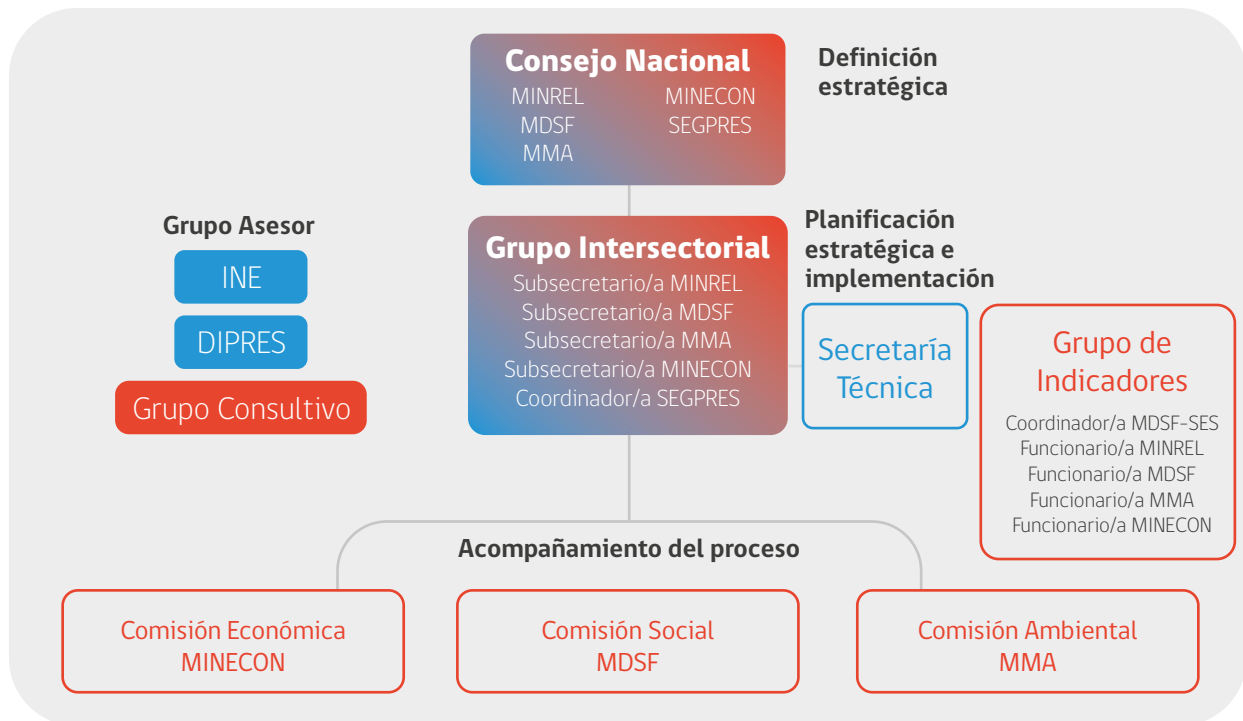 Consejo Nacional
MINREL
MDSF
MMA
MINECON
SEGPRES
Definición
estratégica
Grupo Asesor
INE
DIPRES
Grupo Consultivo
Grupo Intersectorial
Subsecretario/a MINREL
Subsecretario/a MDSF
Subsecretario/a MMA
Subsecretario/a MINECON
Coordinador/a SEGPRES
Planificación
estratégica e
implementación
Secretaría
Técnica
Grupo de
Indicadores
Coordinador/a MDSF-SES
Funcionario/a MINREL
Funcionario/a MDSF
Funcionario/a MMA
Funcionario/a MINECON
Acompañamiento del proceso
Comisión Económica
MINECON
Comisión Social
MDSF
Comisión Ambiental
MMA